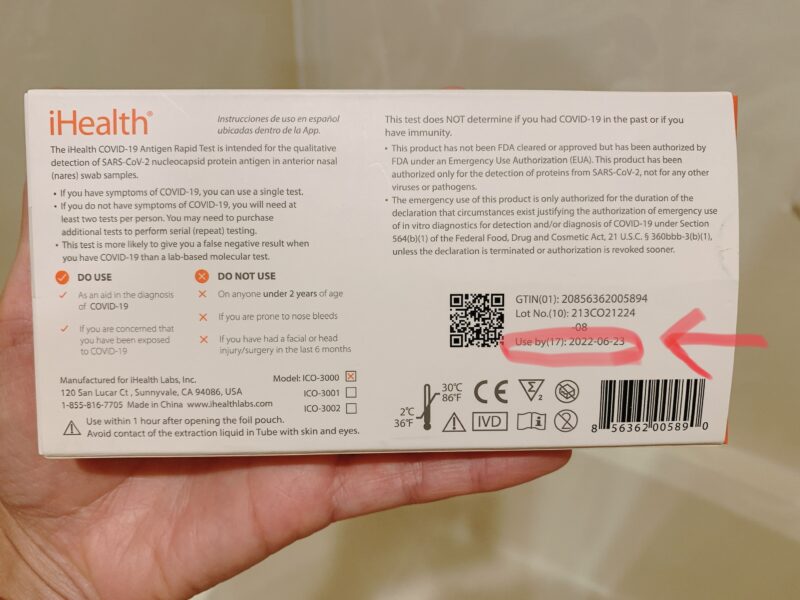 iHealth®
Instrucciones de uso en español
ubicadas dentro de la App.
The iHealth COVID-19 Antigen Rapid Test is intended for the qualitative
detection of SARS-CoV-2 nucleocapsid protein antigen in anterior nasal
(nares) swab samples.
• If you have symptoms of COVID-19, you can use a single test.
• If you do not have symptoms of COVID-19, you will need at
least two tests per person. You may need to purchase
additional tests to perform serial (repeat) testing.
• This test is more likely to give you a false negative result when
you have COVID-19 than a lab-based molecular test.
DO USE
As an aid in the diagnosis
of COVID-19
If you are concerned that
you have been exposed
to COVID-19
DO NOT USE
On anyone under 2 years of age
If you are prone to nose bleeds
If you have had a facial or head
injury/surgery in the last 6 months
Manufactured for iHealth Labs, Inc.
120 San Lucar Ct , Sunnyvale, CA 94086, USA
1-855-816-7705 Made in China www.ihealthlabs.com
Model: ICO-3000
ICO-3001
ICO-3002
Use within 1 hour after opening the foil pouch.
Avoid contact of the extraction liquid in Tube with skin and eyes.
This test does NOT determine if you had COVID-19 in the past or if you
have immunity.
• This product has not been FDA cleared or approved but has been authorized by
FDA under an Emergency Use Authorization (EUA). This product has been
authorized only for the detection of proteins from SARS-CoV-2, not for any other
viruses or pathogens.
• The emergency use of this product is only authorized for the duration of the
declaration that circumstances exist justifying the authorization of emergency use
of in vitro diagnostics for detection and/or diagnosis of COVID-19 under Section
564(b)(1) of the Federal Food, Drug and Cosmetic Act, 21 U.S.C. § 360bbb-3(b)(1),
unless the declaration is terminated or authorization is revoked sooner.
GTIN(01): 20856362005894
Lot No.(10): 213CO21224
-08
Use by(17): 2022-06-23
2°C
36°F
30°C
86°F
CE
Σ 2
IVD
i
2
8 56362 00589 0